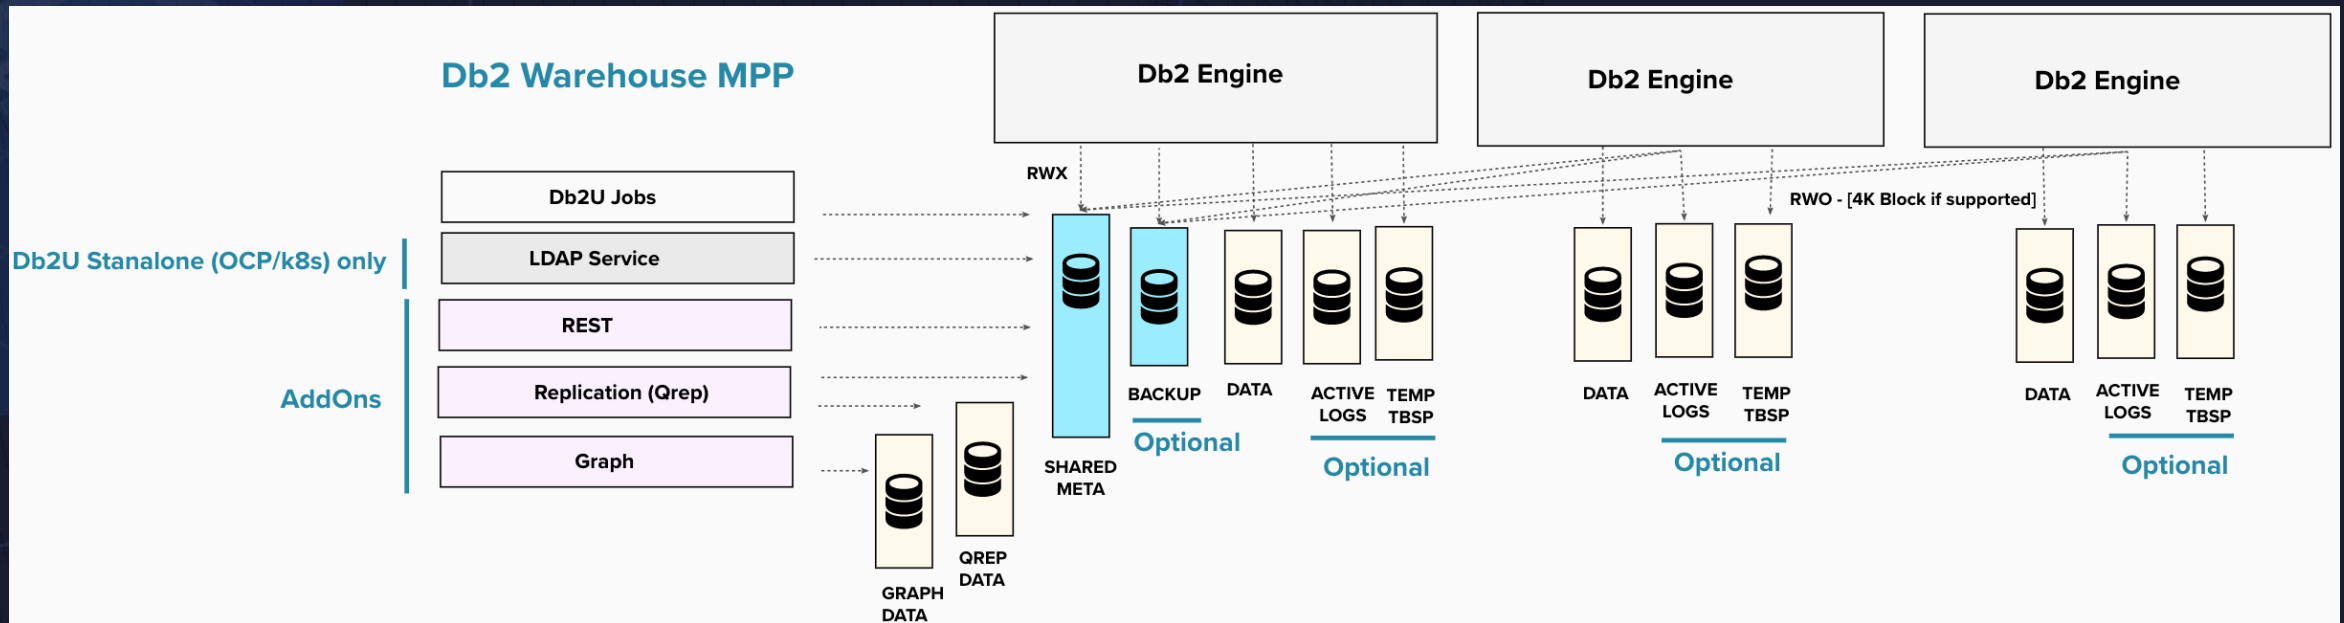 Db2 Warehouse MPP
Db2 Engine
Db2 Engine
Db2 Engine
RWX
RWO - [4K Block if supported]
Db2U Jobs
LDAP Service
REST
Replication (Qrep)
Graph
Db2U Stanalone (OCP/k8s) only
AddOns
GRAPH
DATA
QREP
DATA
SHARED
META
BACKUP
Optional
DATA
ACTIVE
LOGS
TEMP
TBSP
Optional
DATA
ACTIVE
LOGS
TEMP
TBSP
Optional
DATA
ACTIVE
LOGS
TEMP
TBSP
Optional